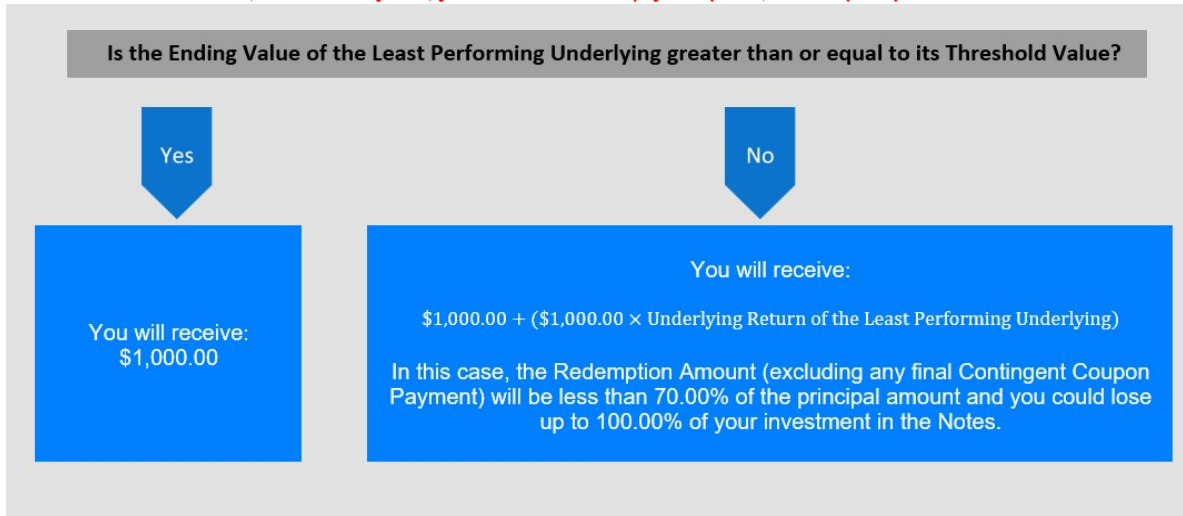 Is the Ending Value of the Least Performing Underlying greater than or equal to its Threshold Value?
Yes
No
You will receive:
$1,000.00
You will receive:
$1,000.00 + ($1,000.00 × Underlying Return of the Least Performing Underlying)
In this case, the Redemption Amount (excluding any final Contingent Coupon
Payment) will be less than 70.00% of the principal amount and you could lose
up to 100.00% of your investment in the Notes.